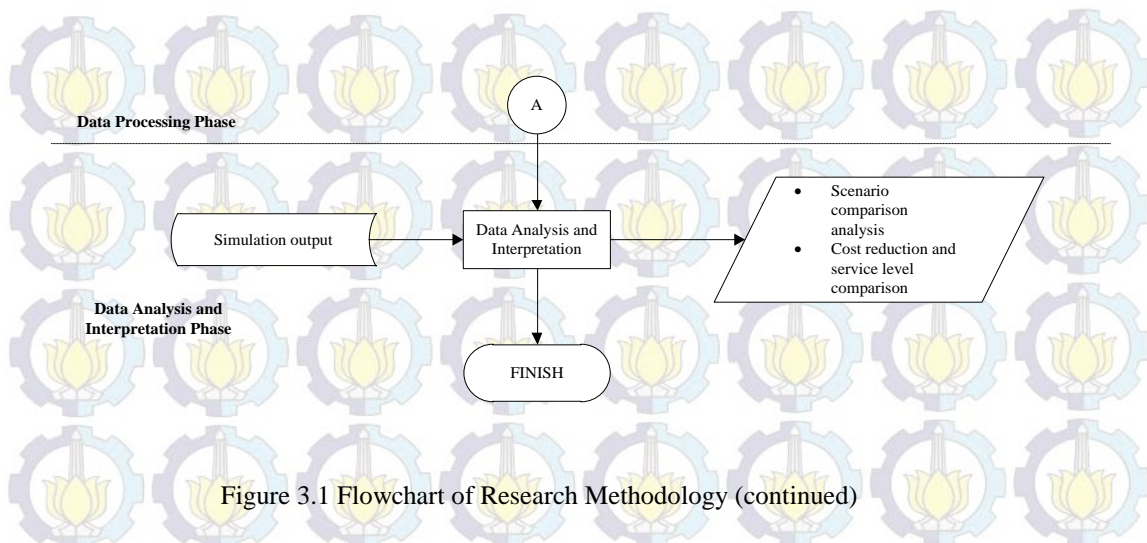 A
Data Processing Phase
Simulation output
Data Analysis and
Interpretation
• Scenario
comparison
analysis
• Cost reduction and
service level
comparison
Data Analysis and
Interpretation Phase
FINISH
Figure 3.1 Flowchart of Research Methodology (continued)